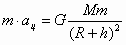 m · a_ц = G Mm / (R + h)²